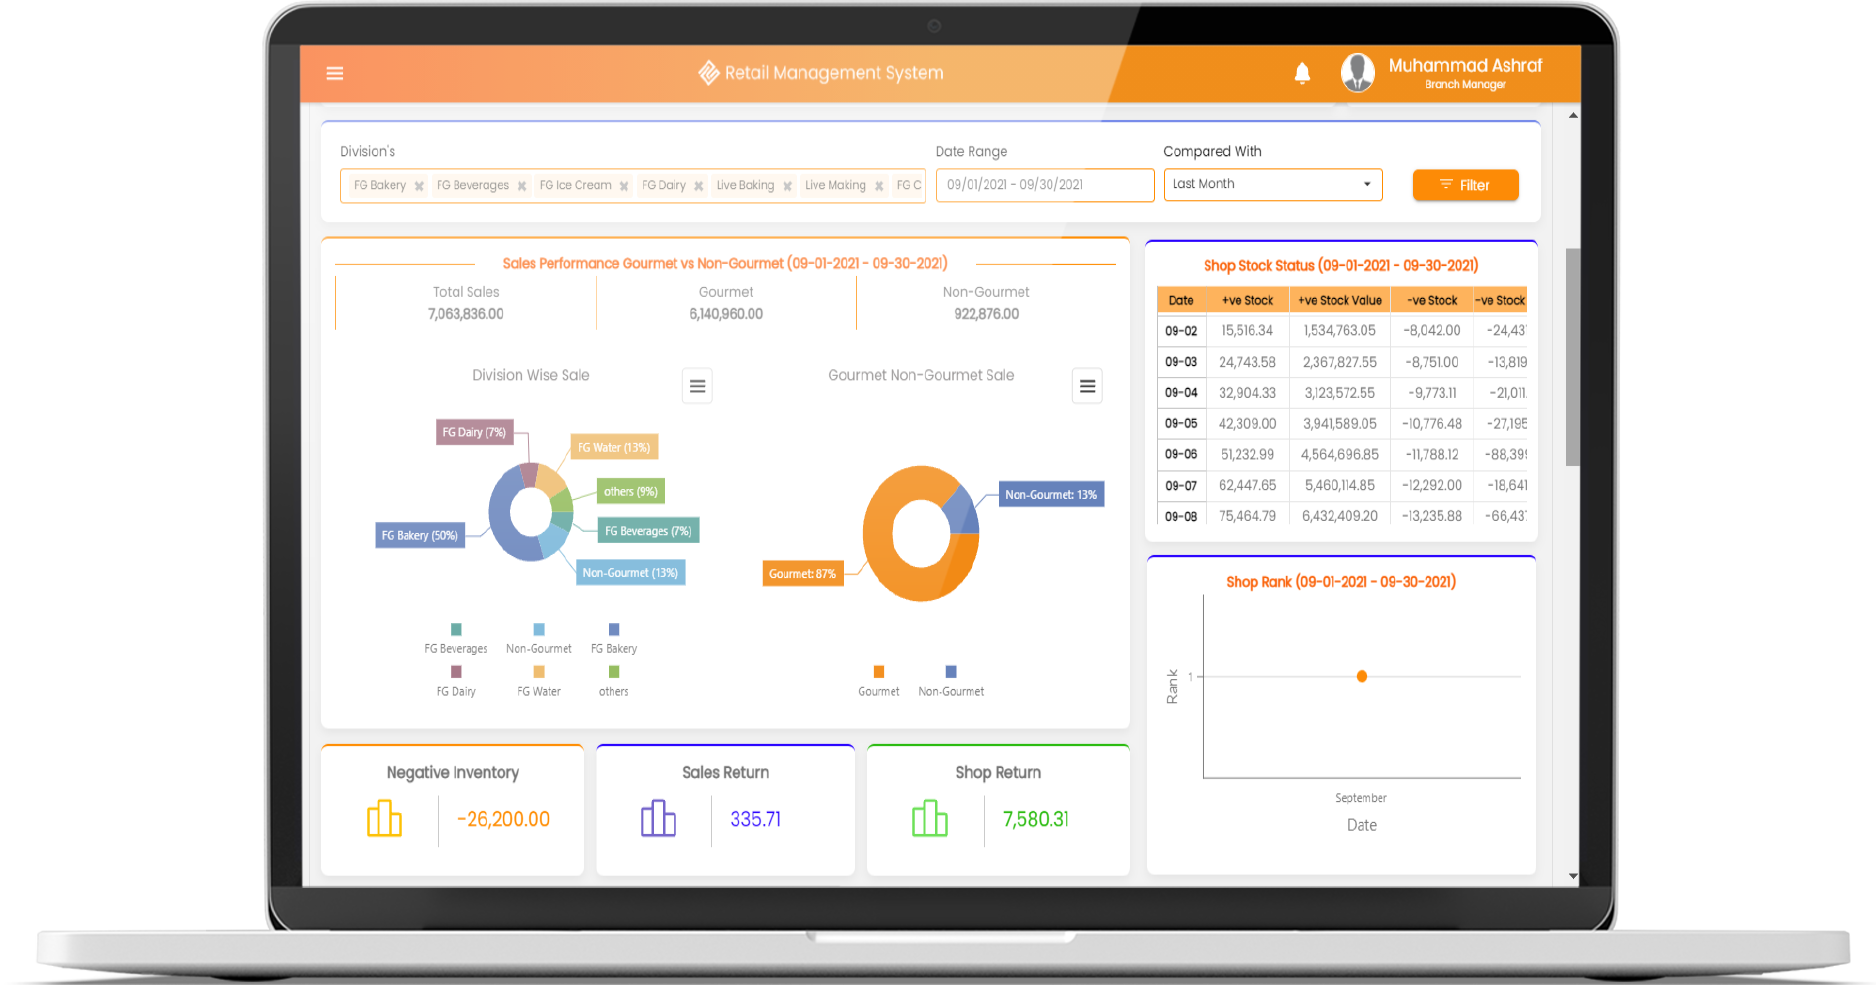 Retail Management System
Muhammad Ashraf
Branch Manager
Division's
Date Range
Compared With
FG Bakery × FG Beverages × FG Ice Cream × FG Dairy × Live Baking × Live Making × FG C
09/01/2021 - 09/30/2021
Last Month
Filter
Sales Performance Gourmet vs Non-Gourmet (09-01-2021 - 09-30-2021)
Total Sales
7,063,836.00
Gourmet
6,140,960.00
Non-Gourmet
922,876.00
Division Wise Sale
FG Dairy (7%)
FG Water (13%)
others (9%)
FG Bakery (50%)
FG Beverages (7%)
Non-Gourmet (13%)
FG Beverages Non-Gourmet FG Bakery
FG Dairy FG Water others
Gourmet Non-Gourmet Sale
Non-Gourmet: 13%
Gourmet: 87%
Gourmet Non-Gourmet
Shop Stock Status (09-01-2021 - 09-30-2021)
Date +ve Stock +ve Stock Value -ve Stock -ve Stock
09-02 15,516.34 1,534,763.05 -8,042.00 -24,43
09-03 24,743.58 2,367,827.55 -8,751.00 -13,819
09-04 32,904.33 3,123,572.55 -9,773.11 -21,011.
09-05 42,309.00 3,941,589.05 -10,776.48 -27,195
09-06 51,232.99 4,564,696.85 -11,788.12 -88,399
09-07 62,447.65 5,460,114.85 -12,292.00 -18,641
09-08 75,464.79 6,432,409.20 -13,235.88 -66,43
Shop Rank (09-01-2021 - 09-30-2021)
Rank
1
September
Date
Negative Inventory
-26,200.00
Sales Return
335.71
Shop Return
7,580.31